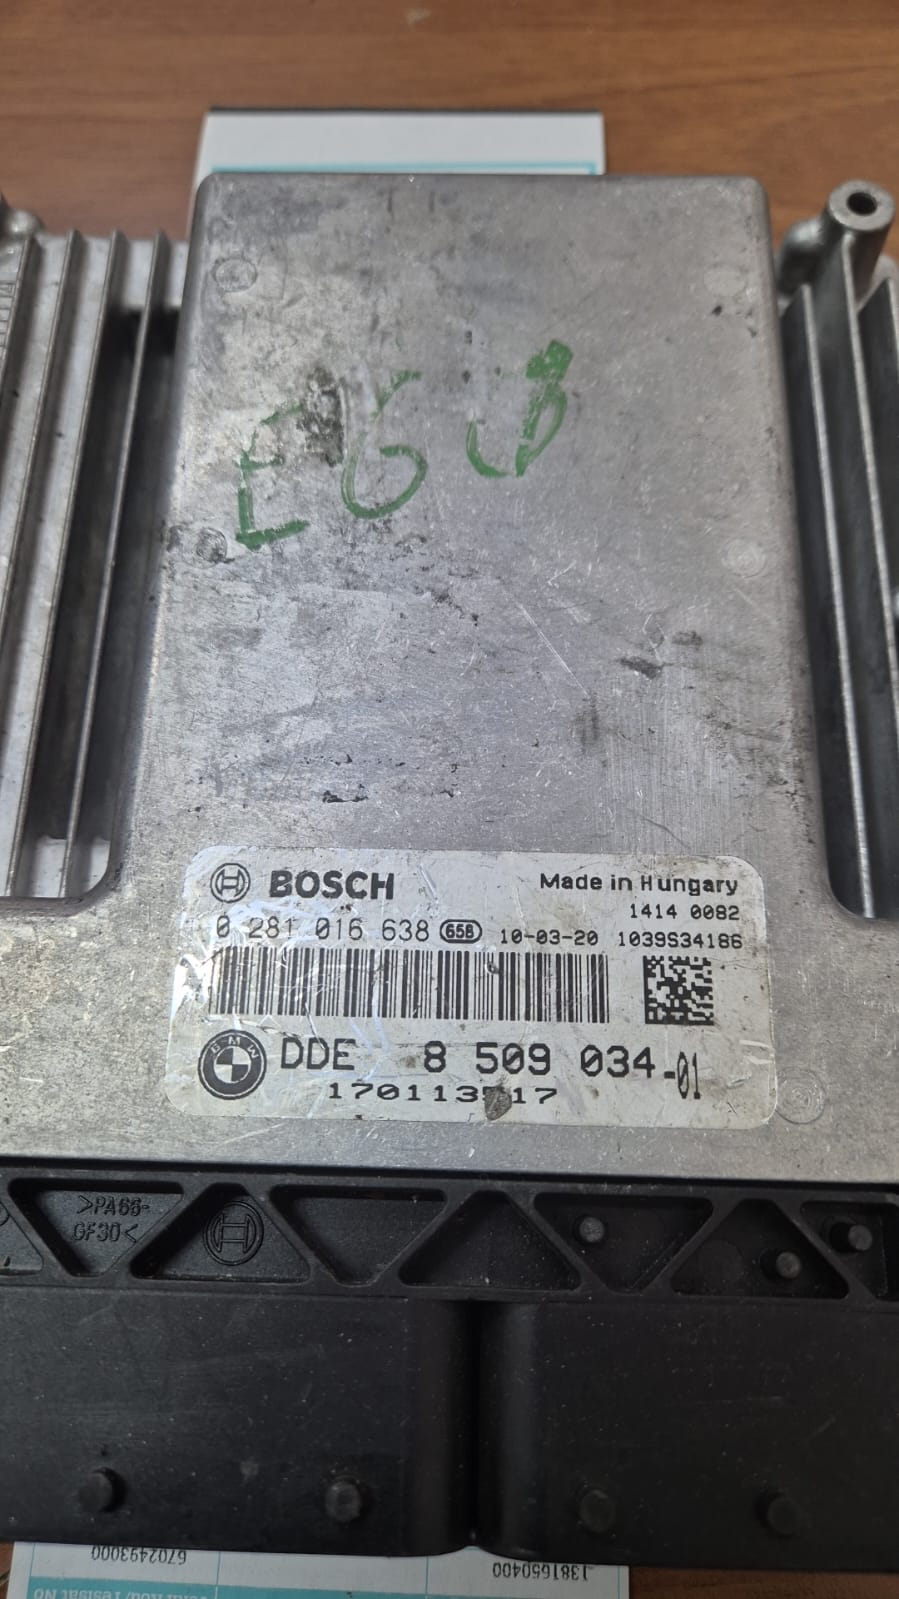 E60
BOSCH Made in Hungary
1414 0082
0 281 016 638 658 10-03-20 1039S34186
BMW DDE 8 509 034-01
>PA66-
GF30<
6702493000
1381650400